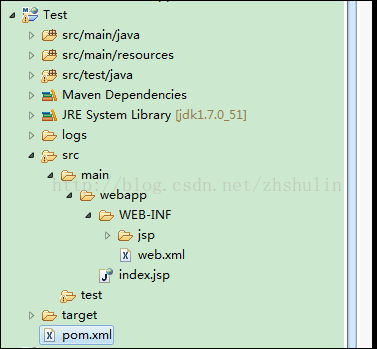 Test
src/main/java
src/main/resources
src/test/java
Maven Dependencies
JRE System Library [jdk1.7.0_51]
logs
src
main
http://blog.csdn.net/zhshulin
webapp
WEB-INF
jsp
web.xml
index.jsp
test
target
pom.xml